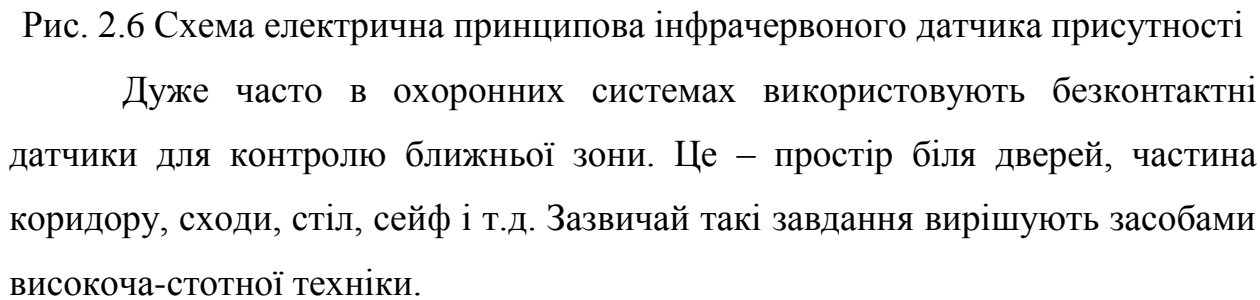 Рис. 2.6 Схема електрична принципова інфрачервоного датчика присутності
Дуже часто в охоронних системах використовують безконтактні
датчики для контролю ближньої зони. Це – простір біля дверей, частина
коридору, сходи, стіл, сейф і т.д. Зазвичай такі завдання вирішують засобами
високоча-стотної техніки.